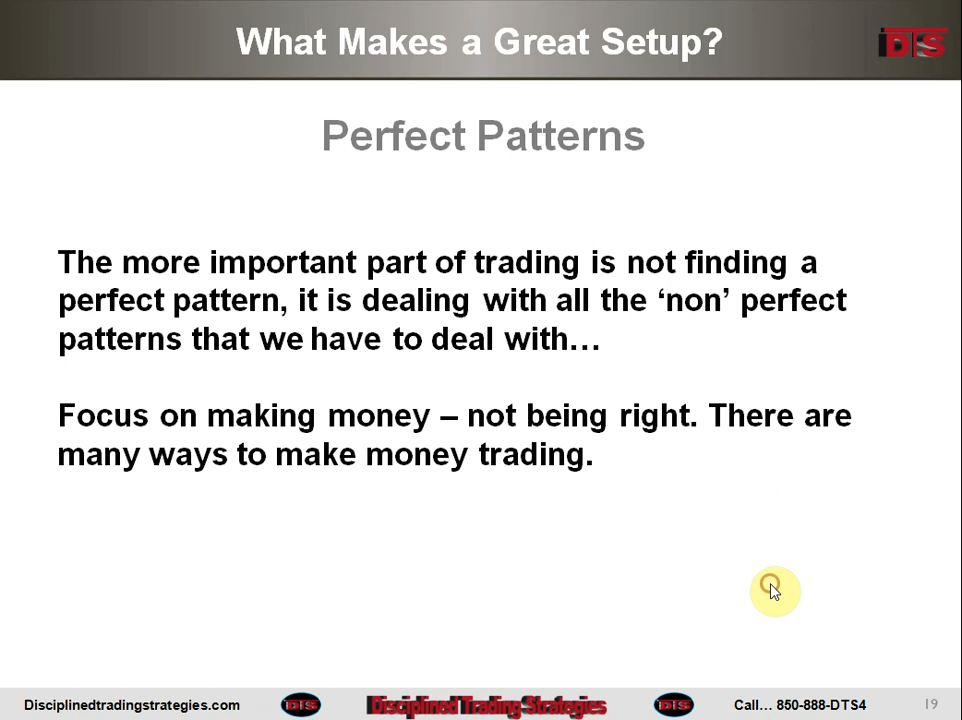 What Makes a Great Setup?
DTS
Perfect Patterns
The more important part of trading is not finding a
perfect pattern, it is dealing with all the ‘non’ perfect
patterns that we have to deal with…
Focus on making money – not being right. There are
many ways to make money trading.
Disciplinedtradingstrategies.com DTS Disciplined Trading Strategies DTS Call… 850-888-DTS4 19